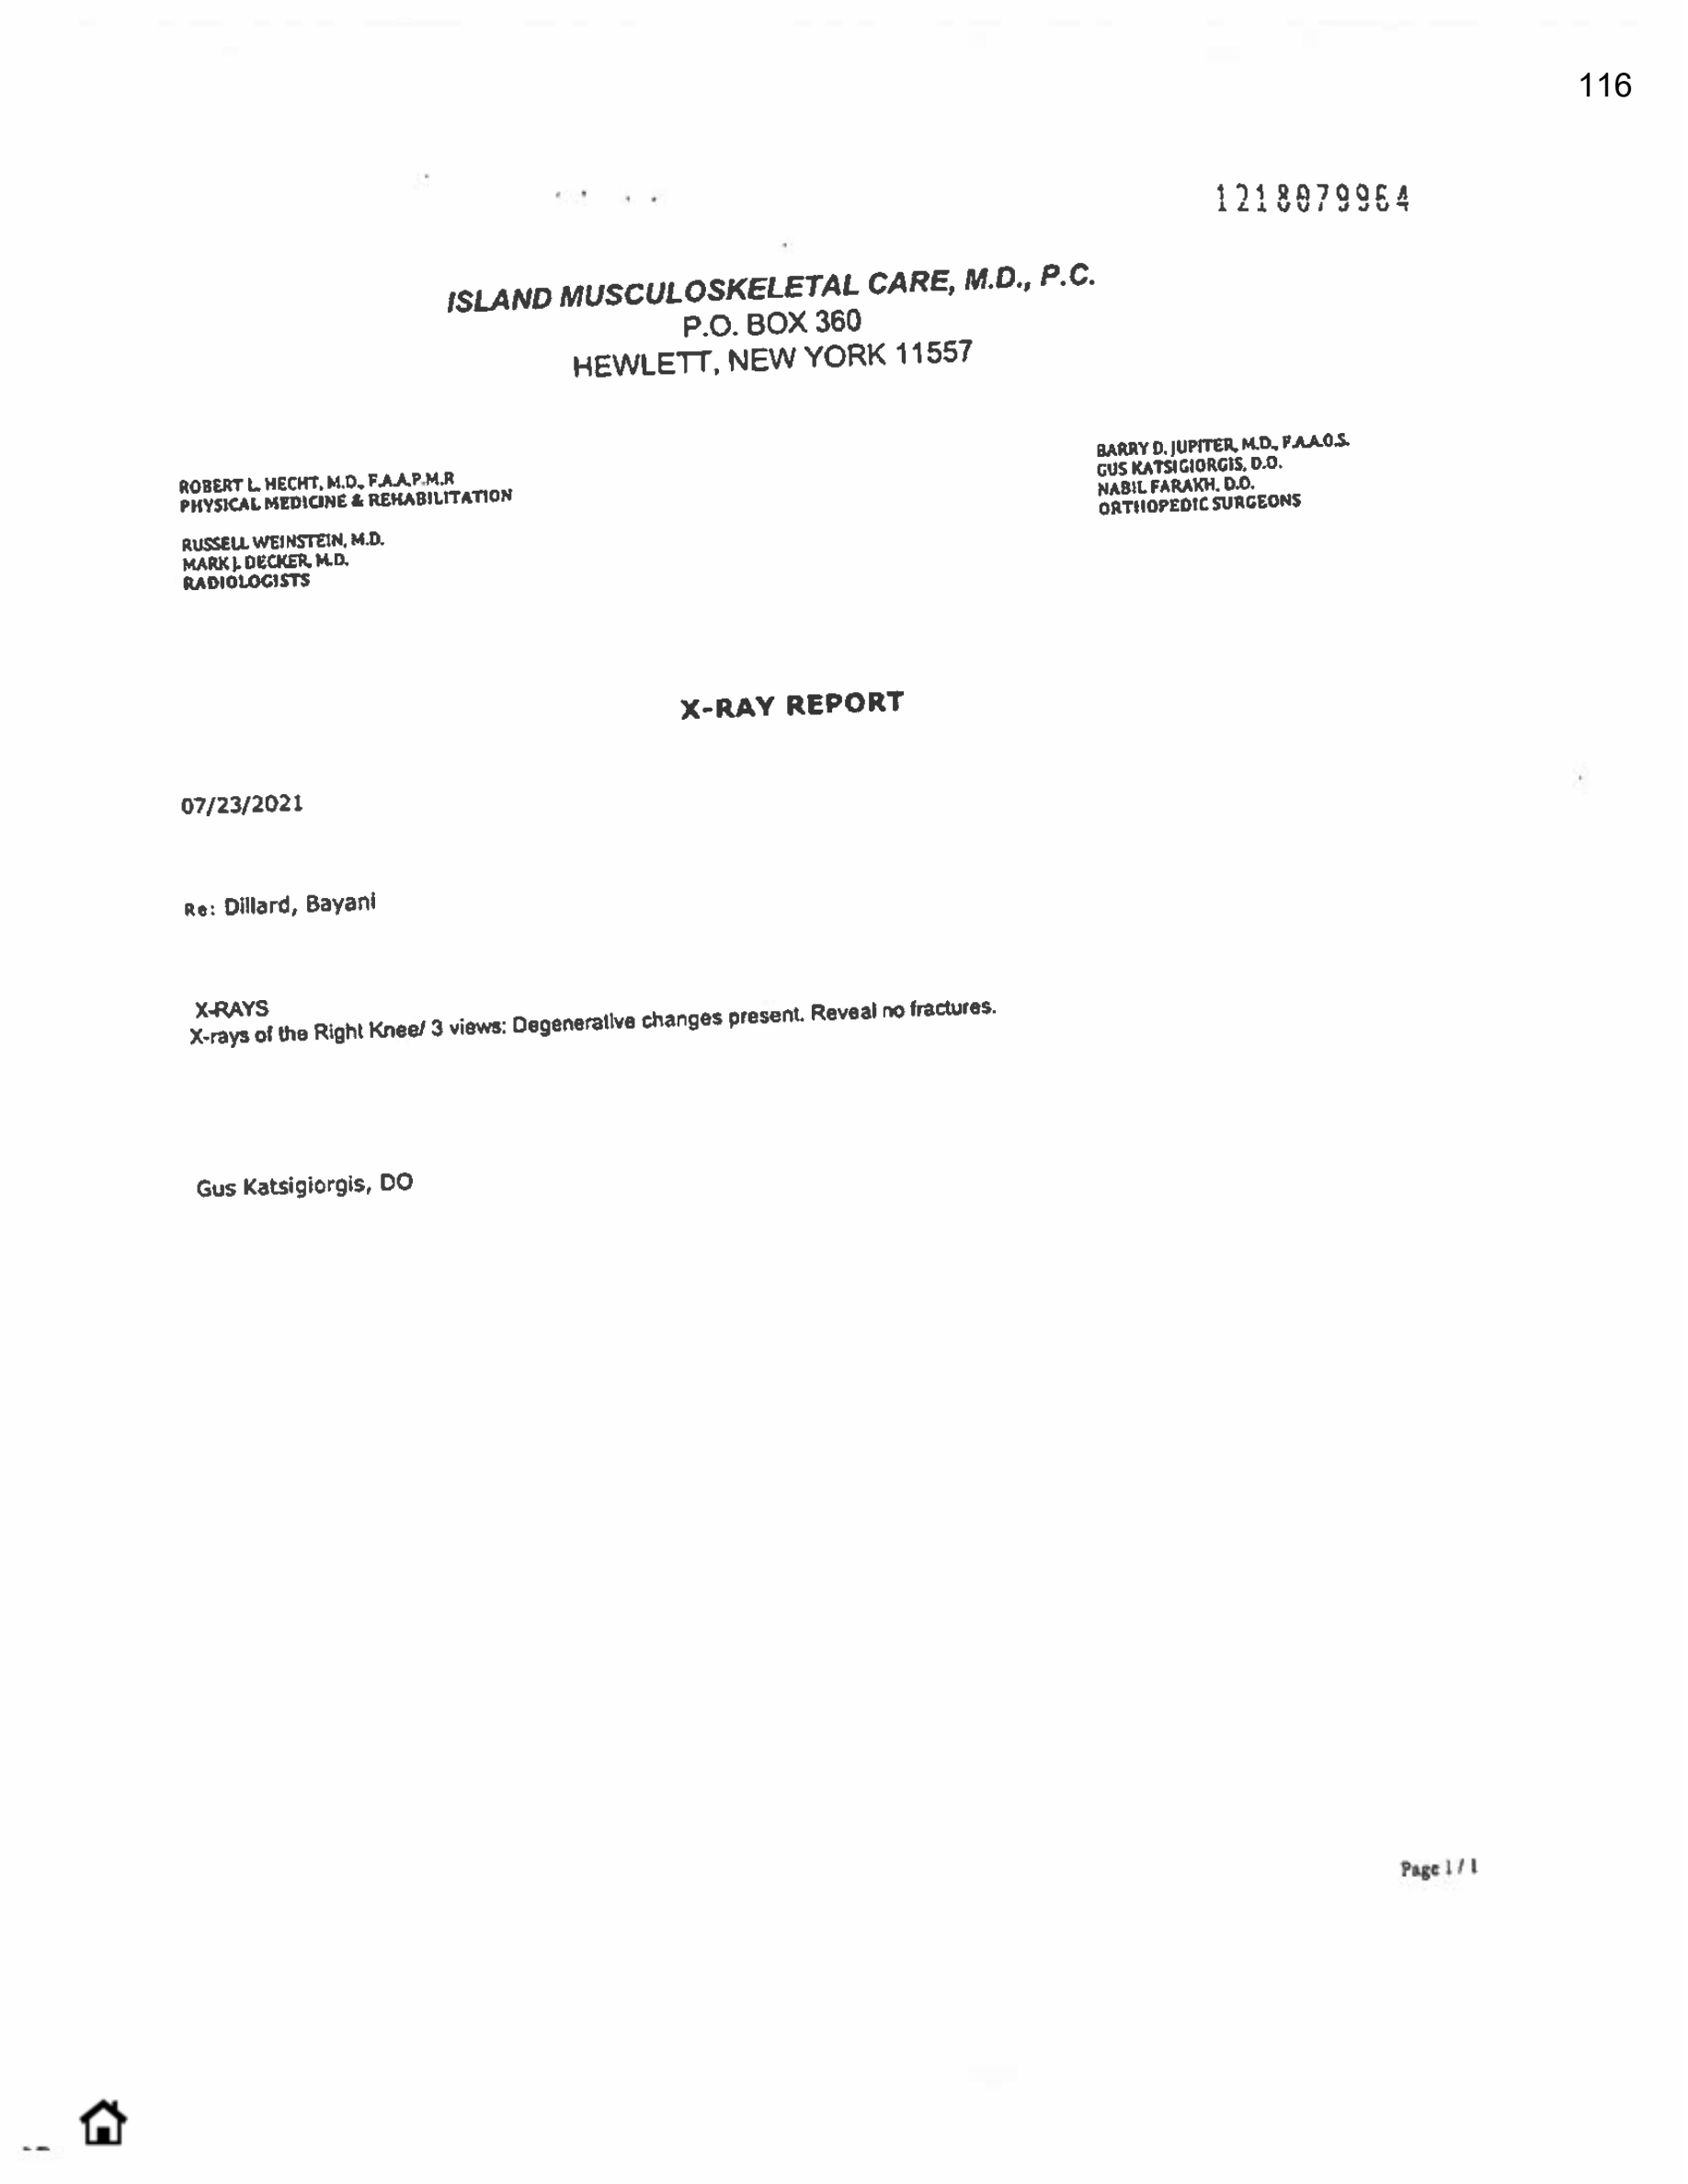 116
ISLAND MUSCULOSKELETAL CARE, M.D., P.C.
P.O. BOX 360
HEWLETT, NEW YORK 11557
ROBERT L. HECHT, M.D., F.A.A.P.M.R
PHYSICAL MEDICINE & REHABILITATION
RUSSELL WEINSTEIN, M.D.
MARK J. DECKER, M.D.
RADIOLOGISTS
BARRY D. JUPITER, M.D., F.A.A.O.S.
GUS KATSIGIORGIS, D.O.
NABIL FARAKH, D.O.
ORTHOPEDIC SURGEONS
X-RAY REPORT
07/23/2021
Re: Dillard, Bayani
X-RAYS
X-rays of the Right Knee/ 3 views: Degenerative changes present. Reveal no fractures.
Gus Katsigiorgis, DO
Page 1 / 1